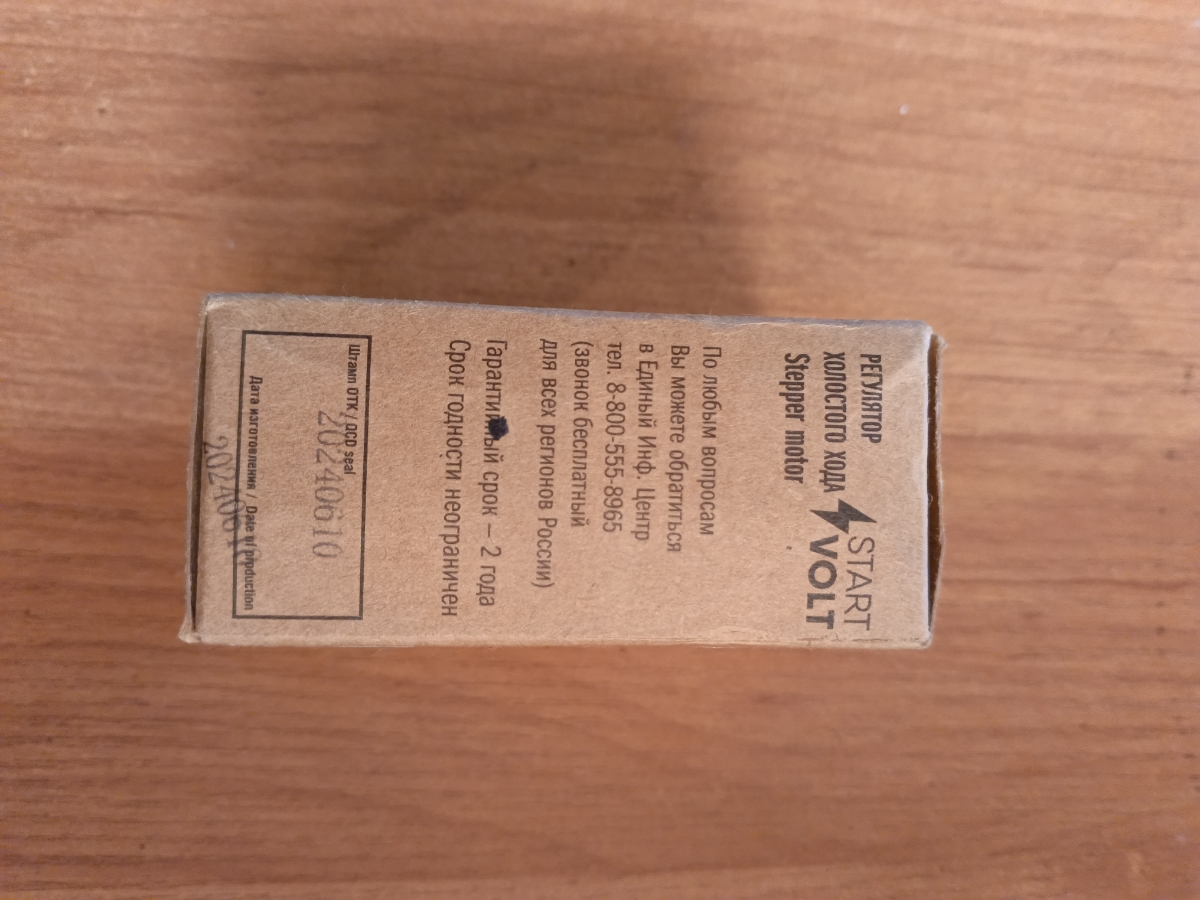 РЕГУЛЯТОР
ХОЛОСТОГО ХОДА
Stepper motor
START
VOLT
По любым вопросам
Вы можете обратиться
в Единый Инф. Центр
тел. 8-800-555-8965
(звонок бесплатный
для всех регионов России)
Гарантийный срок – 2 года
Срок годности неограничен
Штамп ОТК / QCD seal
20240610
Дата изготовления / Date of production